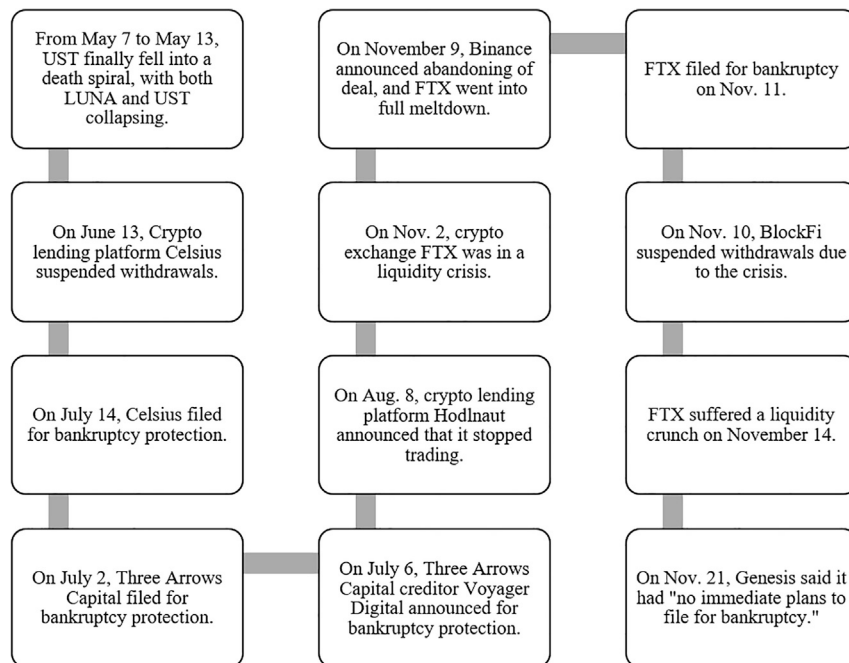 From May 7 to May 13,
UST finally fell into a
death spiral, with both
LUNA and UST
collapsing.
On June 13, Crypto
lending platform Celsius
suspended withdrawals.
On July 14, Celsius filed
for bankruptcy protection.
On July 2, Three Arrows
Capital filed for
bankruptcy protection.
On July 6, Three Arrows
Capital creditor Voyager
Digital announced for
bankruptcy protection.
On Aug. 8, crypto lending
platform Hodlnaut
announced that it stopped
trading.
On Nov. 2, crypto
exchange FTX was in a
liquidity crisis.
On November 9, Binance
announced abandoning of
deal, and FTX went into
full meltdown.
FTX filed for bankruptcy
on Nov. 11.
On Nov. 10, BlockFi
suspended withdrawals due
to the crisis.
FTX suffered a liquidity
crunch on November 14.
On Nov. 21, Genesis said it
had "no immediate plans to
file for bankruptcy."